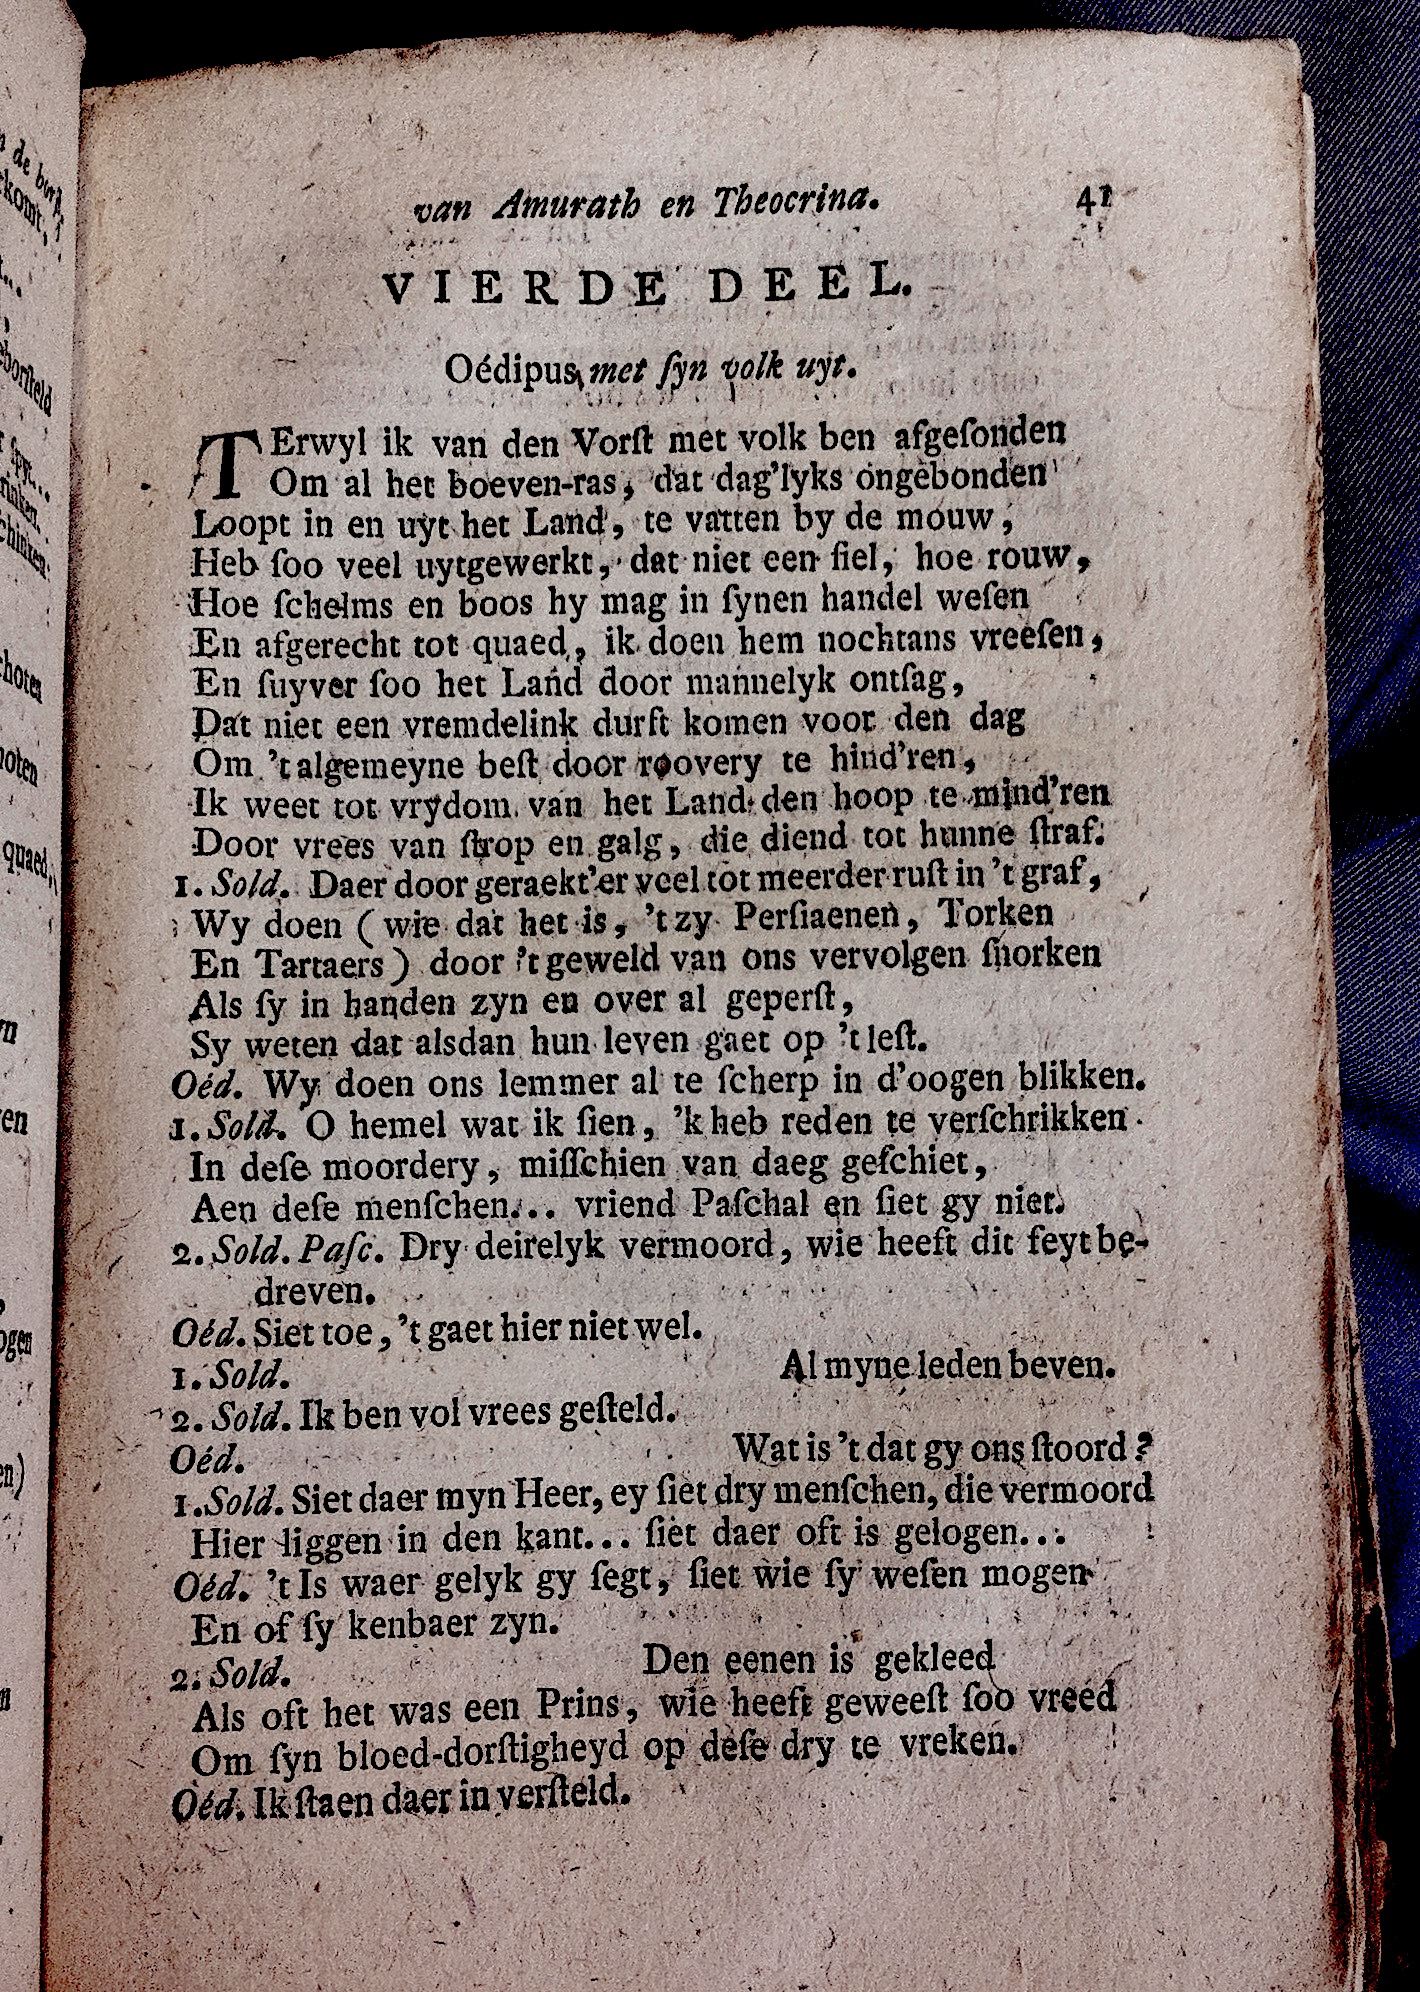 van Amurath en Theocrina. 41
VIERDE DEEL.
Oédipus, met ſyn volk uyt.
TErwyl ik van den Vorſt met volk ben afgeſonden
Om al het boeven-ras, dat dag'lyks ongebonden
Loopt in en uyt het Land, te vatten by de mouw,
Heb ſoo veel uytgewerkt, dat niet een ſiel, hoe rouw,
Hoe ſchelms en boos hy mag in ſynen handel weſen
En afgerecht tot quaed, ik doen hem nochtans vreeſen,
En ſuyver ſoo het Land door mannelyk ontſag,
Dat niet een vremdelink durft komen voor den dag
Om 't algemeyne beſt door roovery te hind'ren,
Ik weet tot vrydom van het Land den hoop te mind'ren
Door vrees van ſtrop en galg, die diend tot hunne ſtraf.
1. Sold. Daer door geraekt'er veel tot meerder ruſt in 't graf,
Wy doen (wie dat het is, 't zy Perſiaenen, Torken
En Tartaers) door 't geweld van ons vervolgen ſnorken
Als ſy in handen zyn en over al geperſt,
Sy weten dat alsdan hun leven gaet op 't leſt.
Oéd. Wy doen ons lemmer al te ſcherp in d'oogen blikken.
1. Sold. O hemel wat ik ſien, 'k heb reden te verſchrikken
In deſe moordery, miſſchien van daeg geſchiet,
Aen deſe menſchen... vriend Paſchal en ſiet gy niet.
2. Sold. Paſc. Dry deirelyk vermoord, wie heeft dit feyt be-
dreven.
Oéd. Siet toe, 't gaet hier niet wel.
1. Sold. Al myne leden beven.
2. Sold. Ik ben vol vrees geſteld.
Oéd. Wat is 't dat gy ons ſtoord?
1. Sold. Siet daer myn Heer, ey ſiet dry menſchen, die vermoord
Hier liggen in den kant... ſiet daer oft is gelogen...
Oéd. 't Is waer gelyk gy ſegt, ſiet wie ſy weſen mogen
En of ſy kenbaer zyn.
2. Sold. Den eenen is gekleed
Als oft het was een Prins, wie heeft geweeſt ſoo vreed
Om ſyn bloed-dorſtigheyd op deſe dry te vreken.
Oéd. Ik ſtaen daer in verſteld.